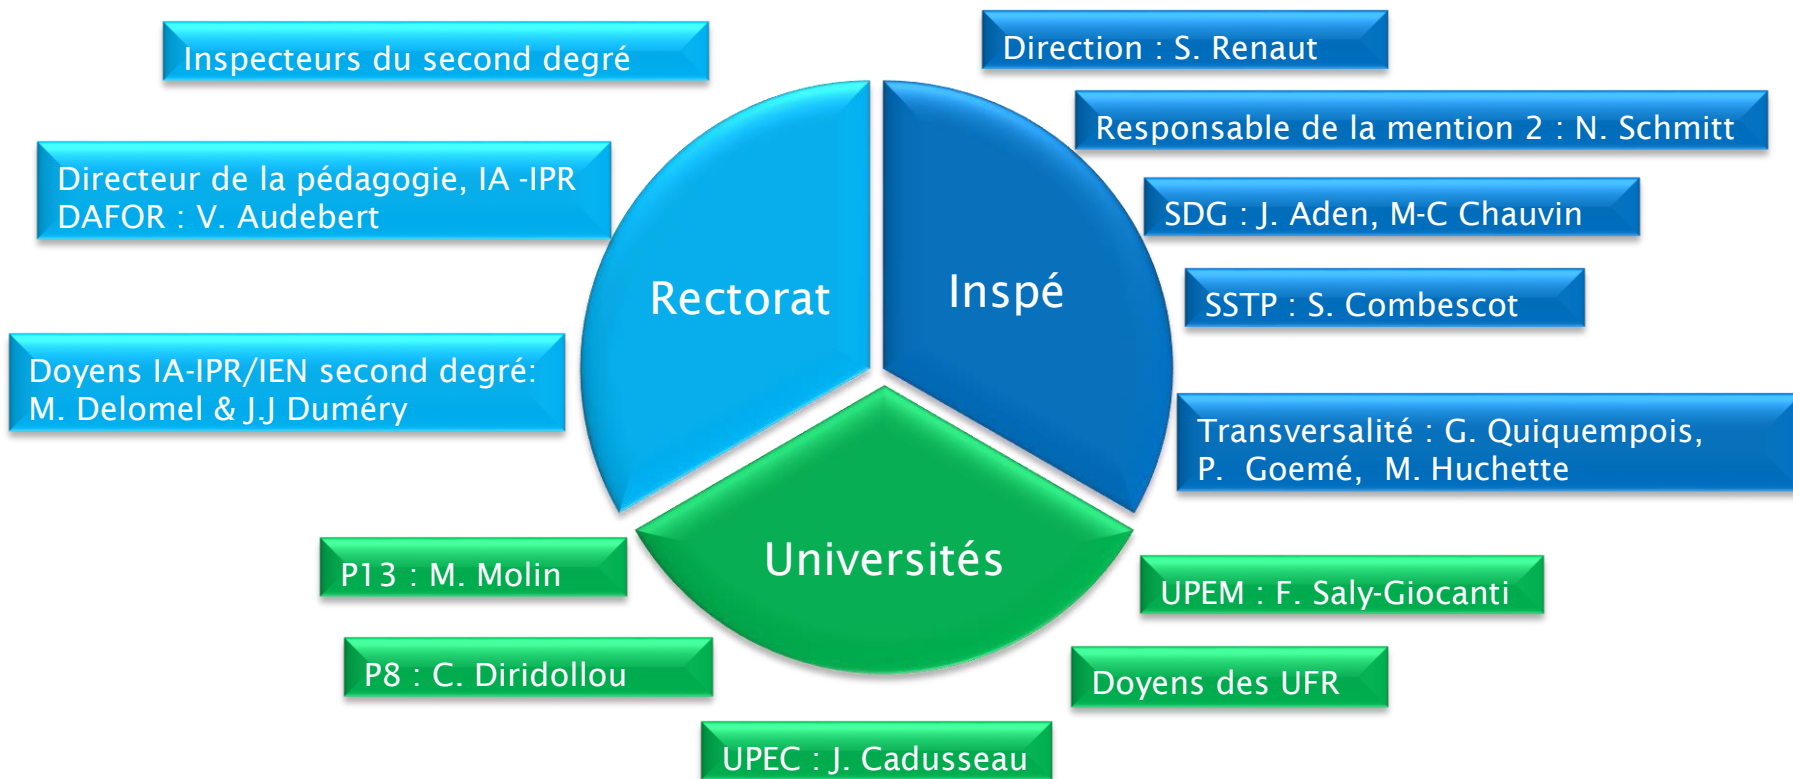 Inspecteurs du second degré
Direction : S. Renaut
Responsable de la mention 2 : N. Schmitt
Directeur de la pédagogie, IA -IPR
DAFOR : V. Audebert
SDG : J. Aden, M-C Chauvin
Rectorat
Inspé
SSTP : S. Combescot
Doyens IA-IPR/IEN second degré:
M. Delomel & J.J Duméry
Transversalité : G. Quiquempois,
P. Goemé, M. Huchette
Universités
P13 : M. Molin
UPEM : F. Saly-Giocanti
P8 : C. Diridollou
Doyens des UFR
UPEC : J. Cadusseau